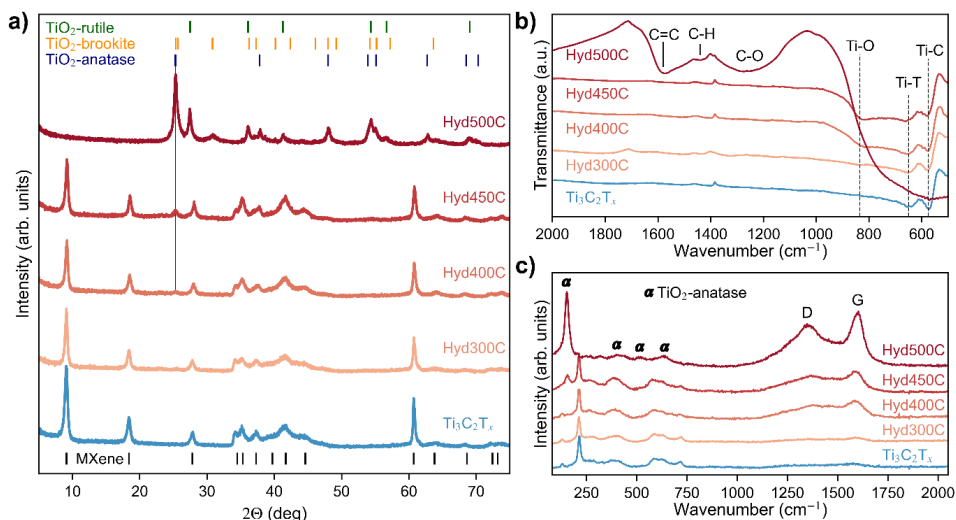 a)
TiO₂-rutile
TiO₂-brookite
TiO₂-anatase
Hyd500C
Hyd450C
Hyd400C
Hyd300C
Ti₃C₂Tₓ
MXene
10 20 30 40 50 60 70
2Θ (deg)
Intensity (arb. units)
b)
C=C
C-H
C-O
Ti-O
Ti-T
Ti-C
Hyd500C
Hyd450C
Hyd400C
Hyd300C
Ti₃C₂Tₓ
2000 1800 1600 1400 1200 1000 800 600
Wavenumber (cm⁻¹)
Transmittance (a.u.)
c)
α
α TiO₂-anatase
D
G
α α α
Hyd500C
Hyd450C
Hyd400C
Hyd300C
Ti₃C₂Tₓ
250 500 750 1000 1250 1500 1750 2000
Wavenumber (cm⁻¹)
Intensity (arb. units)